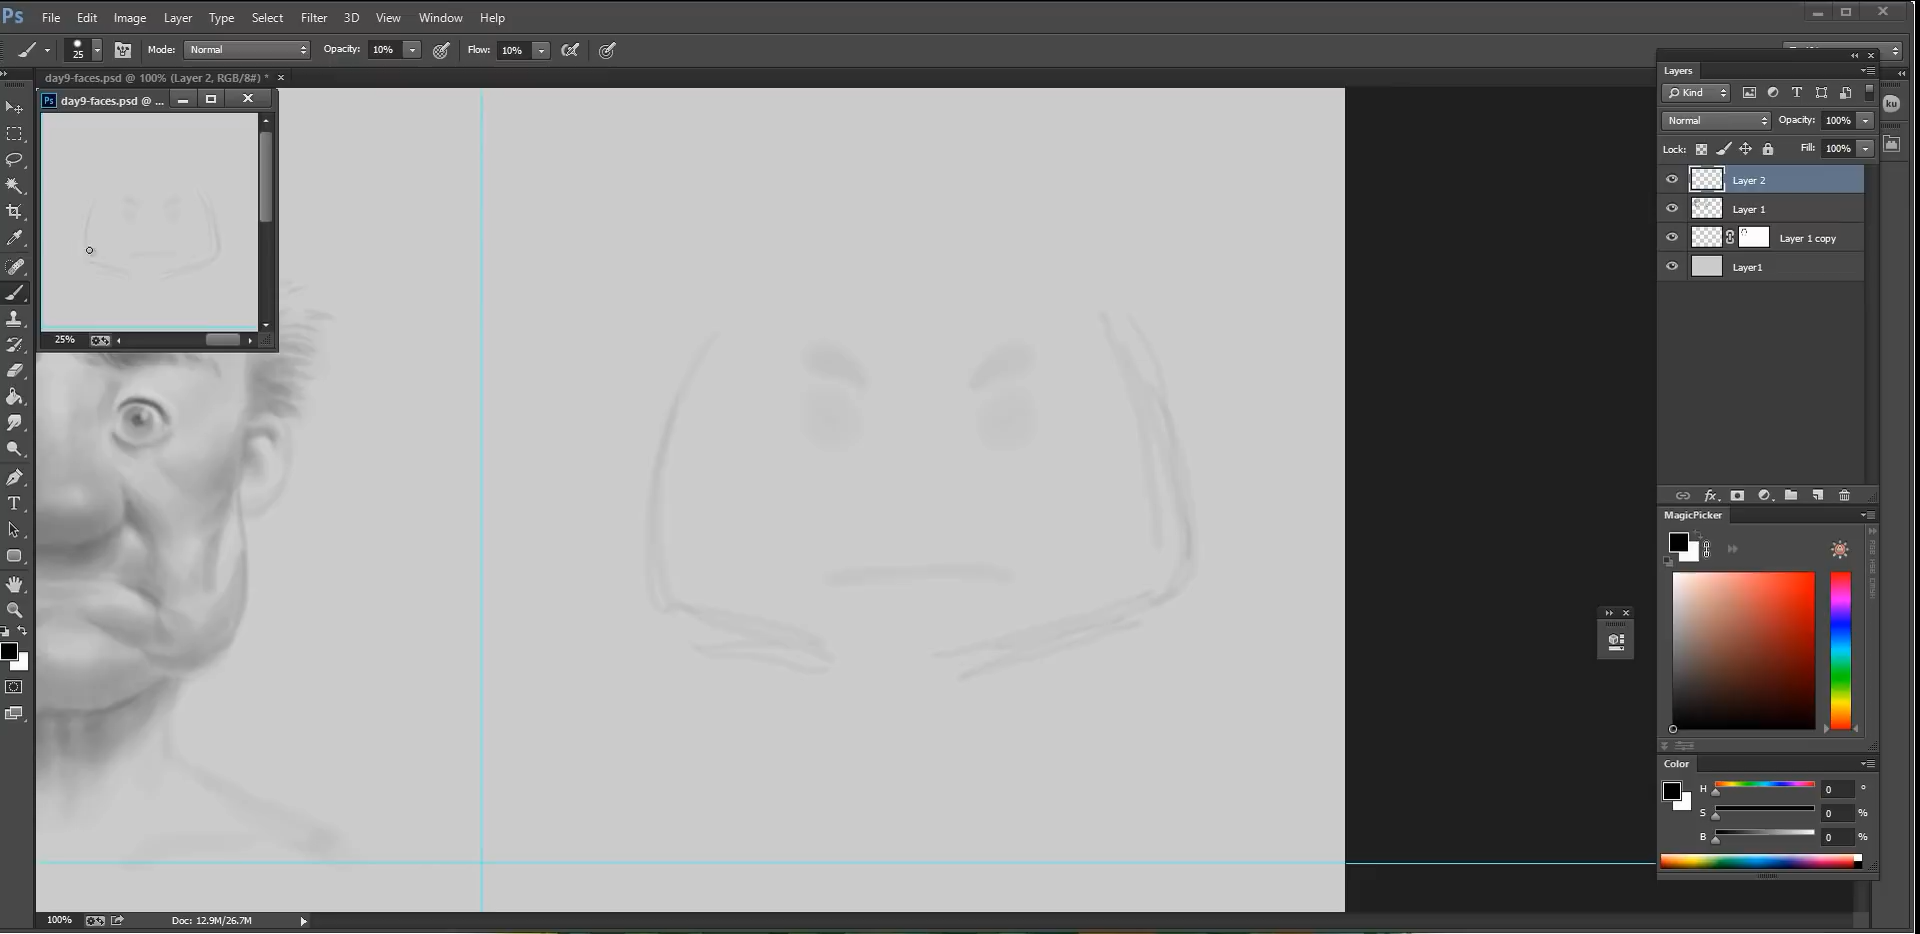 Ps File Edit Image Layer Type Select Filter 3D View Window Help
25 Mode: Normal Opacity: 10% Flow: 10%
day9-faces.psd @ 100% (Layer 2, RGB/8#) *
Ps day9-faces.psd @ ...
25%
Layers
Kind
Normal Opacity: 100%
Lock: Fill: 100%
Layer 2
Layer 1
Layer 1 copy
Layer1
fx
ku
MagicPicker
Color
H 0 °
S 0 %
B 0 %
100% Doc: 12.9M/26.7M